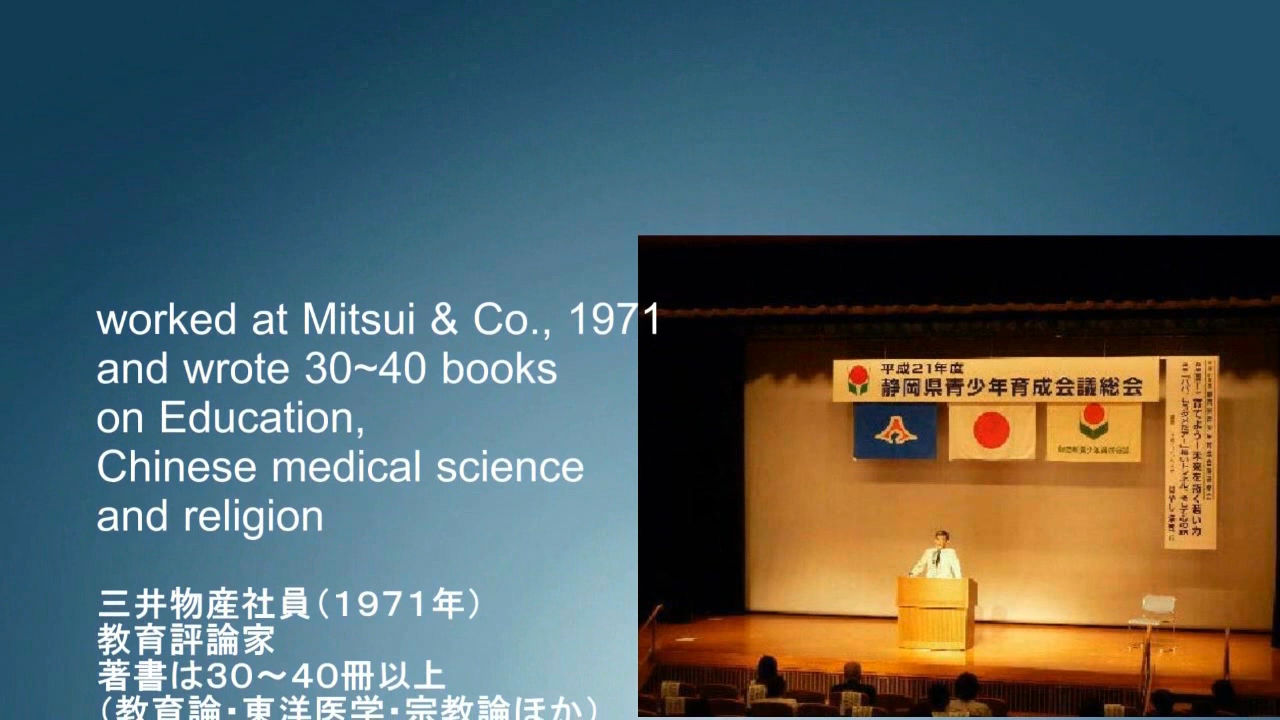 worked at Mitsui & Co., 1971
and wrote 30~40 books
on Education,
Chinese medical science
and religion
三井物産社員（1971年）
教育評論家
著書は30～40冊以上
（教育論・東洋医学・宗教論ほか）
平成21年度
静岡県青少年育成会議総会